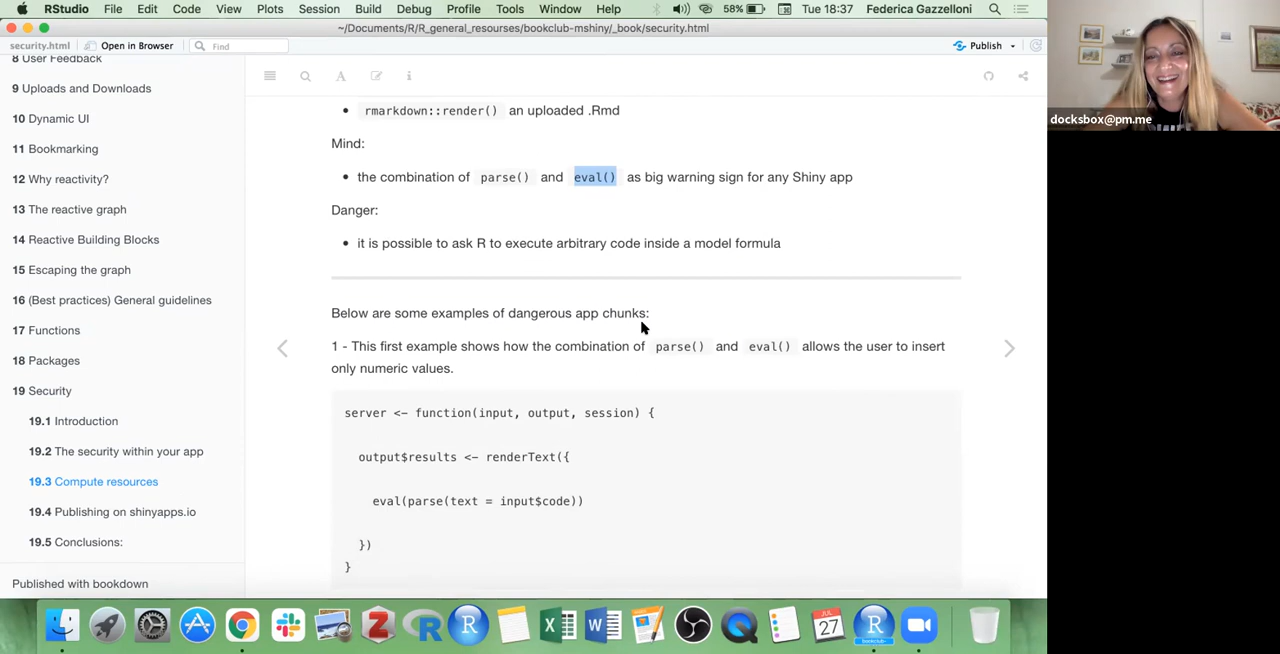 RStudio File Edit Code View Plots Session Build Debug Profile Tools Window Help 58% Tue 18:37 Federica Gazzelloni
~/Documents/R/R_general_resourses/bookclub-mshiny/_book/security.html
security.html Open in Browser Find Publish
8 User Feedback
9 Uploads and Downloads
10 Dynamic UI
11 Bookmarking
12 Why reactivity?
13 The reactive graph
14 Reactive Building Blocks
15 Escaping the graph
16 (Best practices) General guidelines
17 Functions
18 Packages
19 Security
19.1 Introduction
19.2 The security within your app
19.3 Compute resources
19.4 Publishing on shinyapps.io
19.5 Conclusions:
Published with bookdown
A i
• rmarkdown::render() an uploaded .Rmd
Mind:
• the combination of parse() and eval() as big warning sign for any Shiny app
Danger:
• it is possible to ask R to execute arbitrary code inside a model formula
Below are some examples of dangerous app chunks:
1 - This first example shows how the combination of parse() and eval() allows the user to insert
only numeric values.
server <- function(input, output, session) {
output$results <- renderText({
eval(parse(text = input$code))
})
}
docksbox@pm.me
Z R R X W JUL 27 R